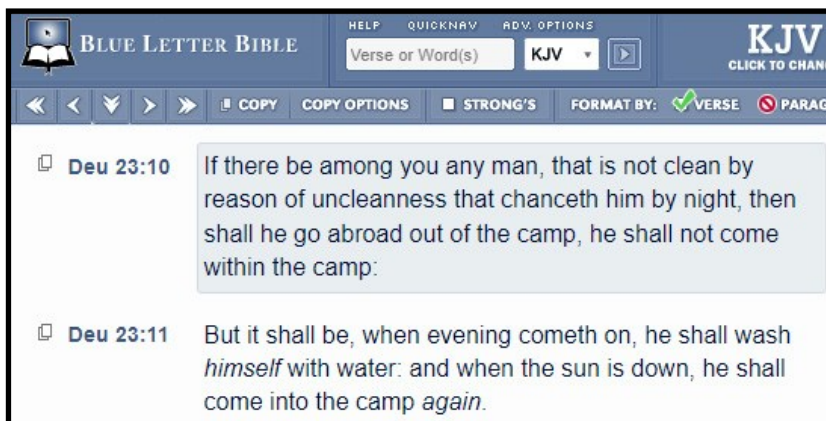 BLUE LETTER BIBLE
HELP QUICKNAV ADV. OPTIONS
Verse or Word(s) KJV
KJV
CLICK TO CHAN
COPY COPY OPTIONS STRONG'S FORMAT BY: VERSE PARAG
Deu 23:10 If there be among you any man, that is not clean by
reason of uncleanness that chanceth him by night, then
shall he go abroad out of the camp, he shall not come
within the camp:
Deu 23:11 But it shall be, when evening cometh on, he shall wash
himself with water: and when the sun is down, he shall
come into the camp again.